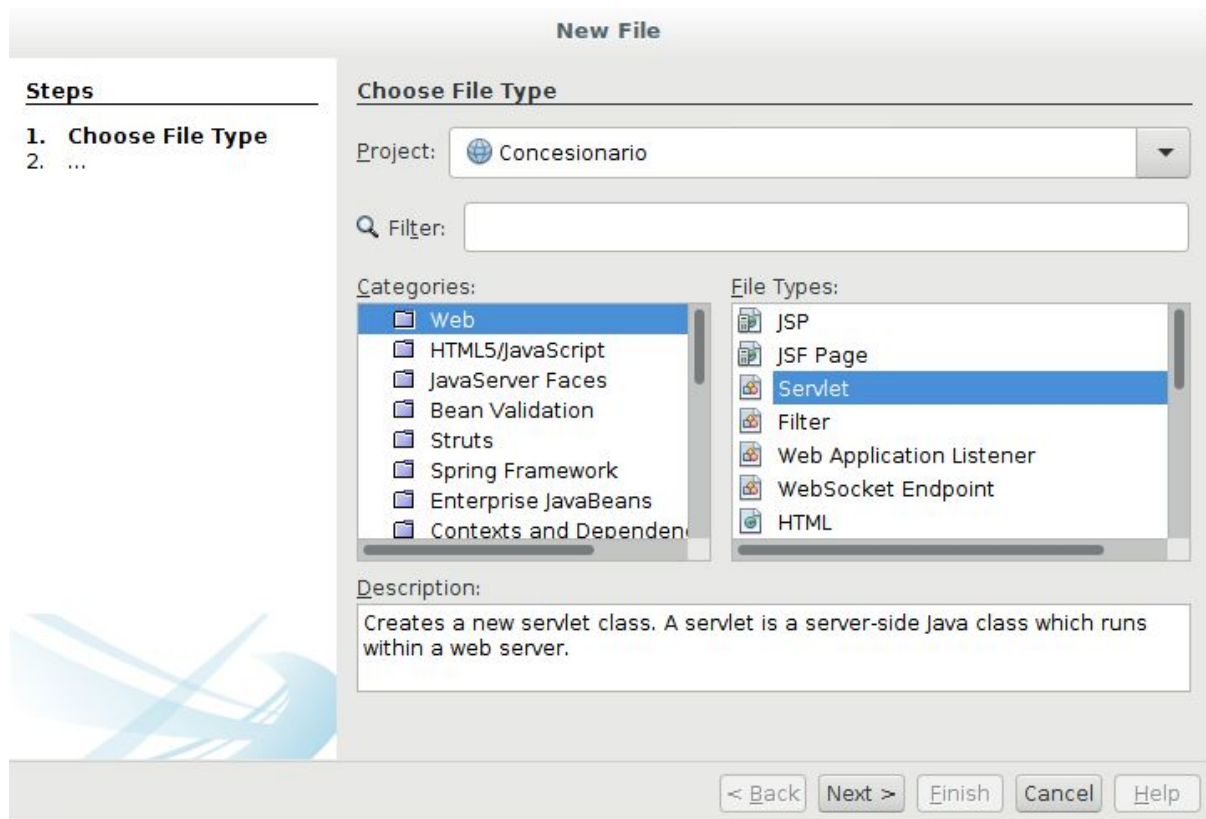 New File
Steps
1. Choose File Type
2. ...
Choose File Type
Project: Concesionario
Filter:
Categories:
Web
HTML5/JavaScript
JavaServer Faces
Bean Validation
Struts
Spring Framework
Enterprise JavaBeans
Contexts and Dependen
File Types:
JSP
JSF Page
Servlet
Filter
Web Application Listener
WebSocket Endpoint
HTML
Description:
Creates a new servlet class. A servlet is a server-side Java class which runs
within a web server.
< Back Next > Finish Cancel Help